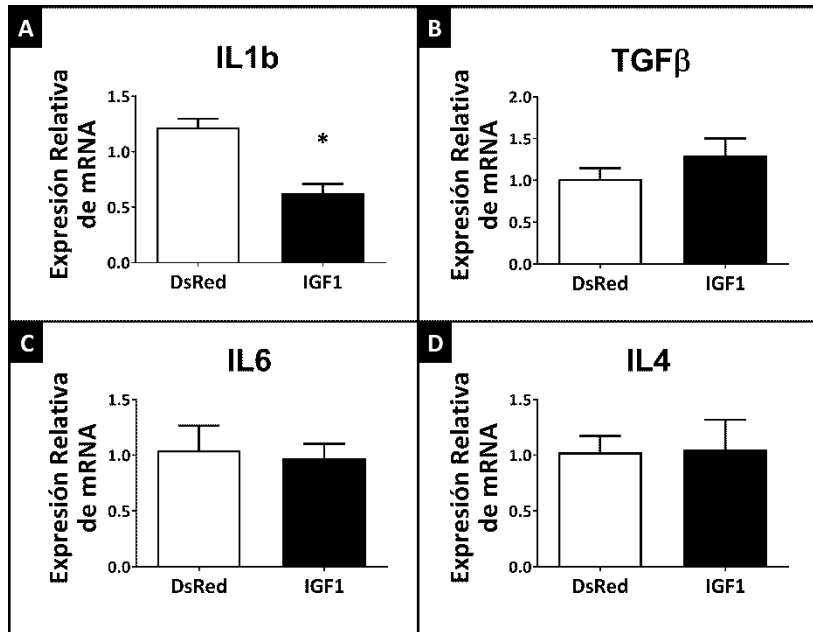 A
IL1b
Expresión Relativa
de mRNA
1.5
1.0
0.5
0.0
*
DsRed
IGF1
B
TGFβ
Expresión Relativa
de mRNA
2.0
1.5
1.0
0.5
0.0
DsRed
IGF1
C
IL6
Expresión Relativa
de mRNA
1.5
1.0
0.5
0.0
DsRed
IGF1
D
IL4
Expresión Relativa
de mRNA
1.5
1.0
0.5
0.0
DsRed
IGF1